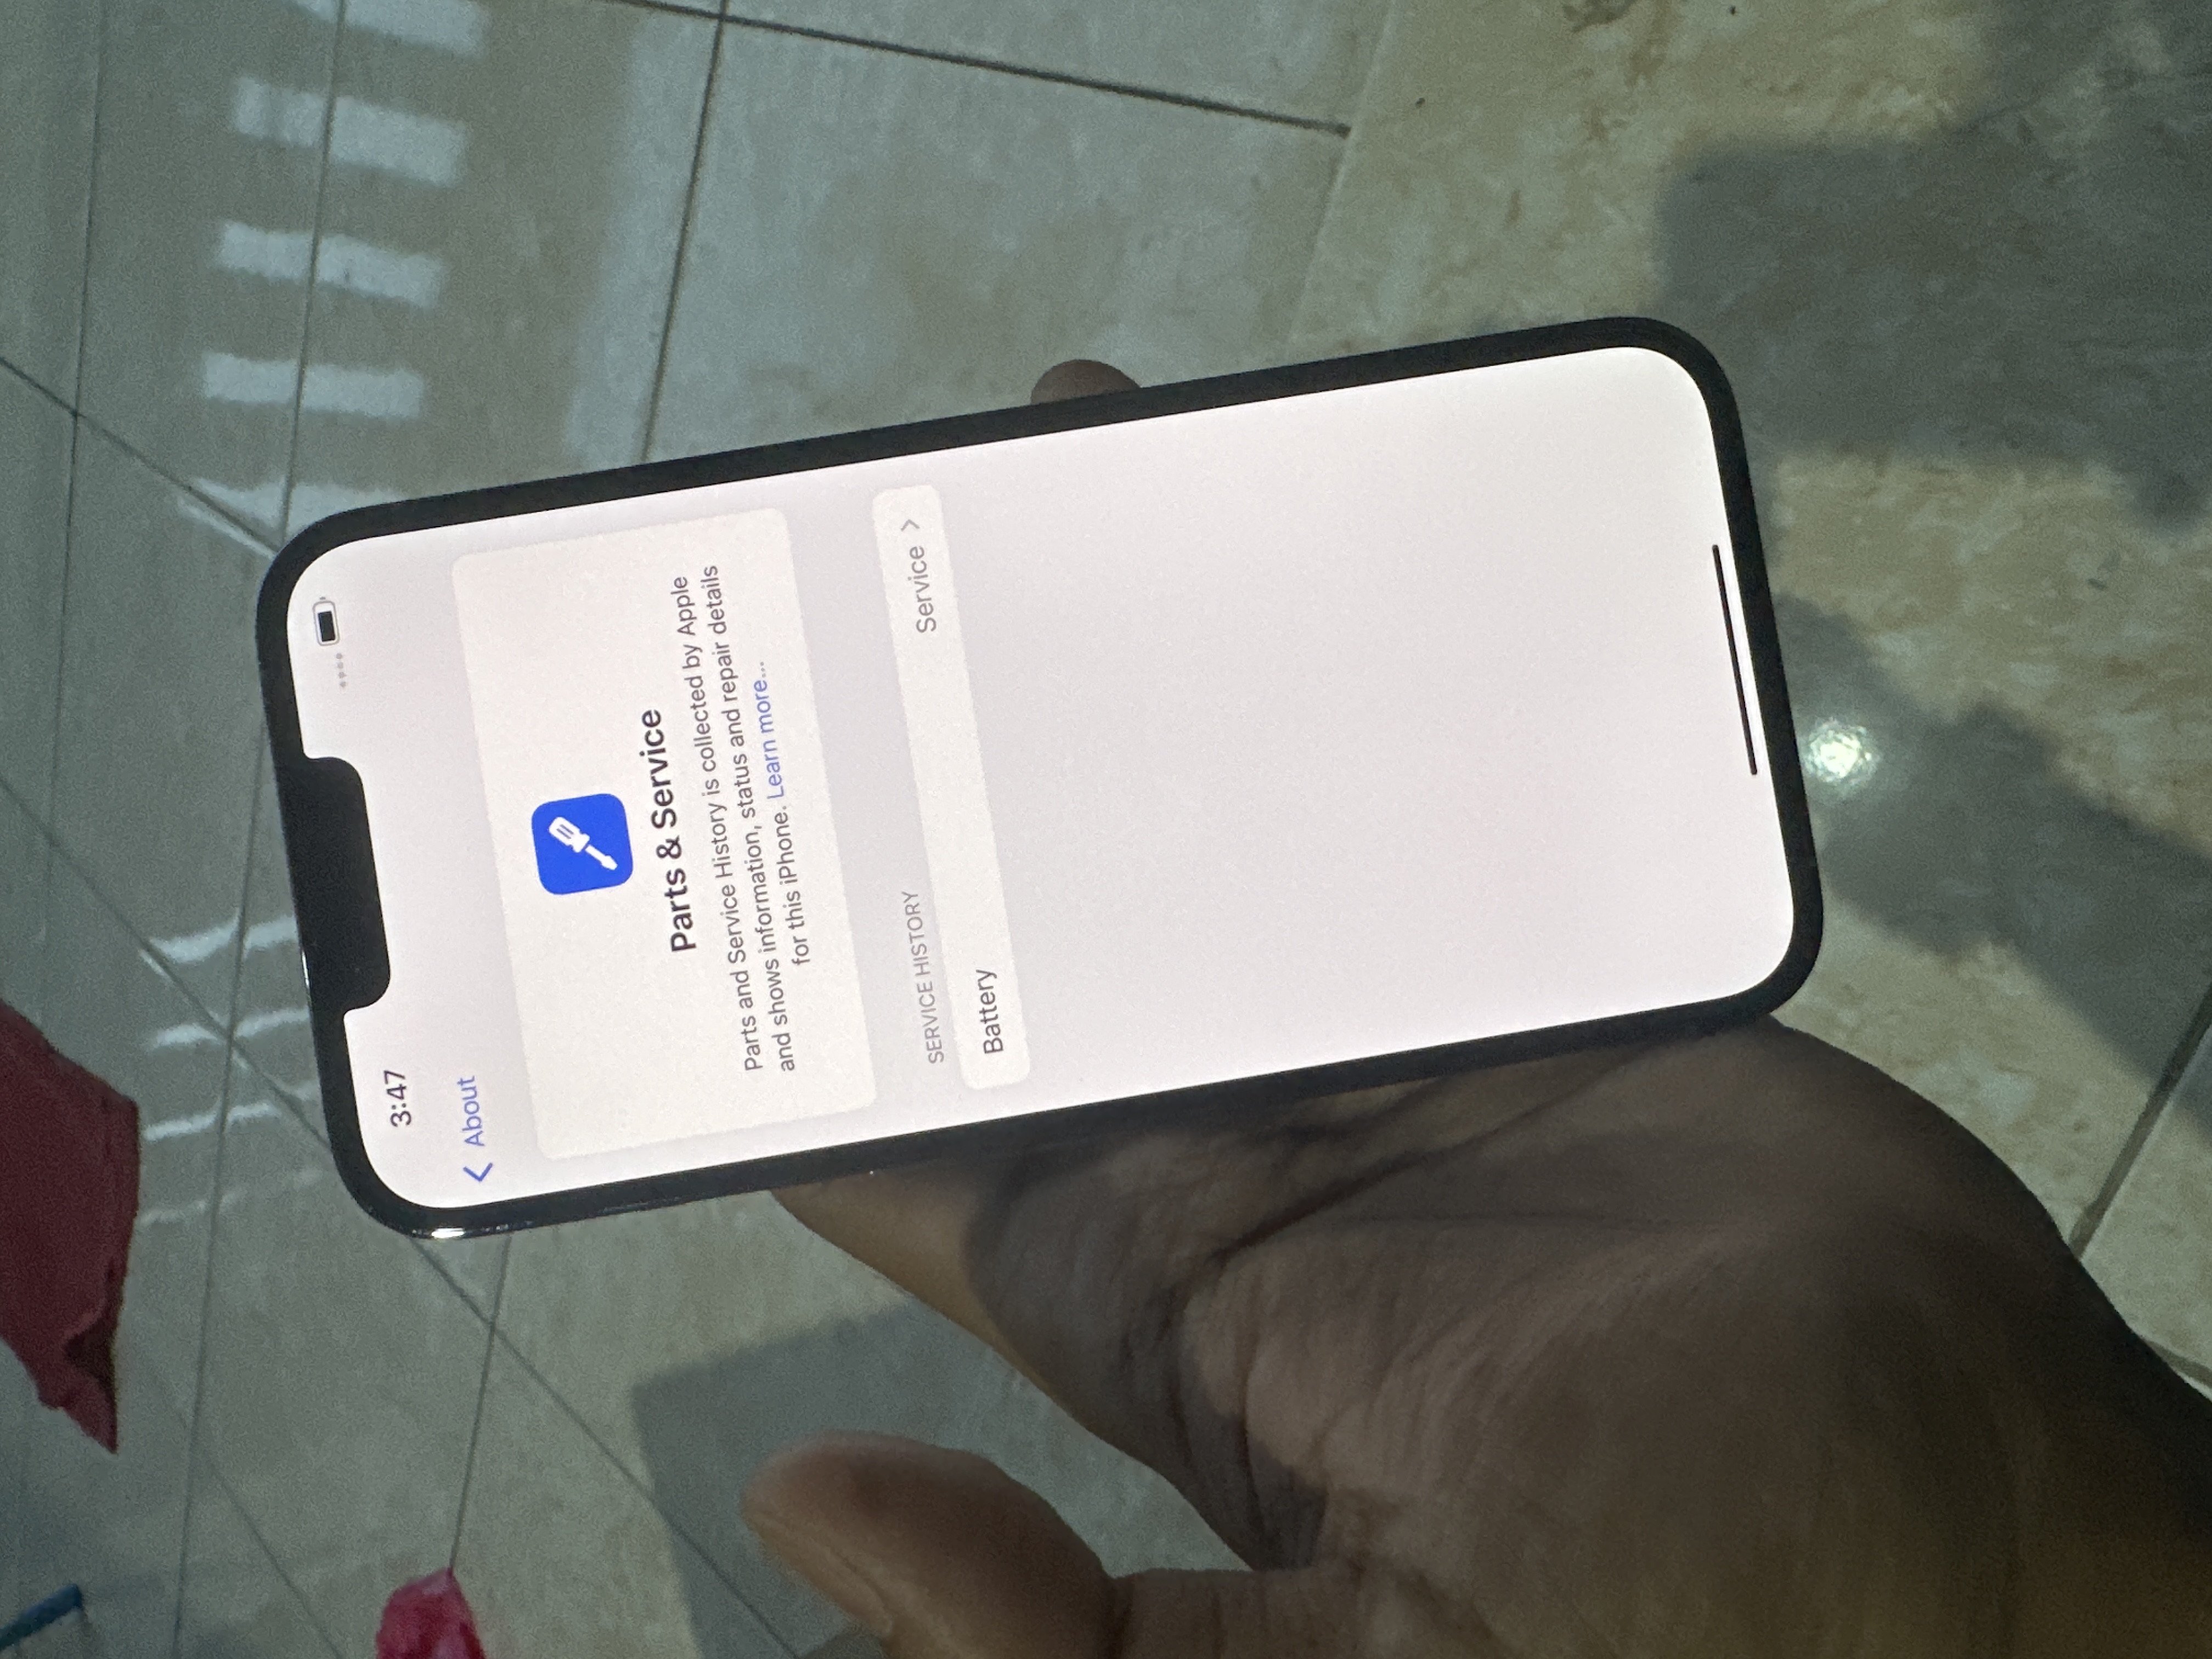 3:47
About
Parts & Service
Parts and Service History is collected by Apple
and shows information, status and repair details
for this iPhone. Learn more...
SERVICE HISTORY
Battery Service